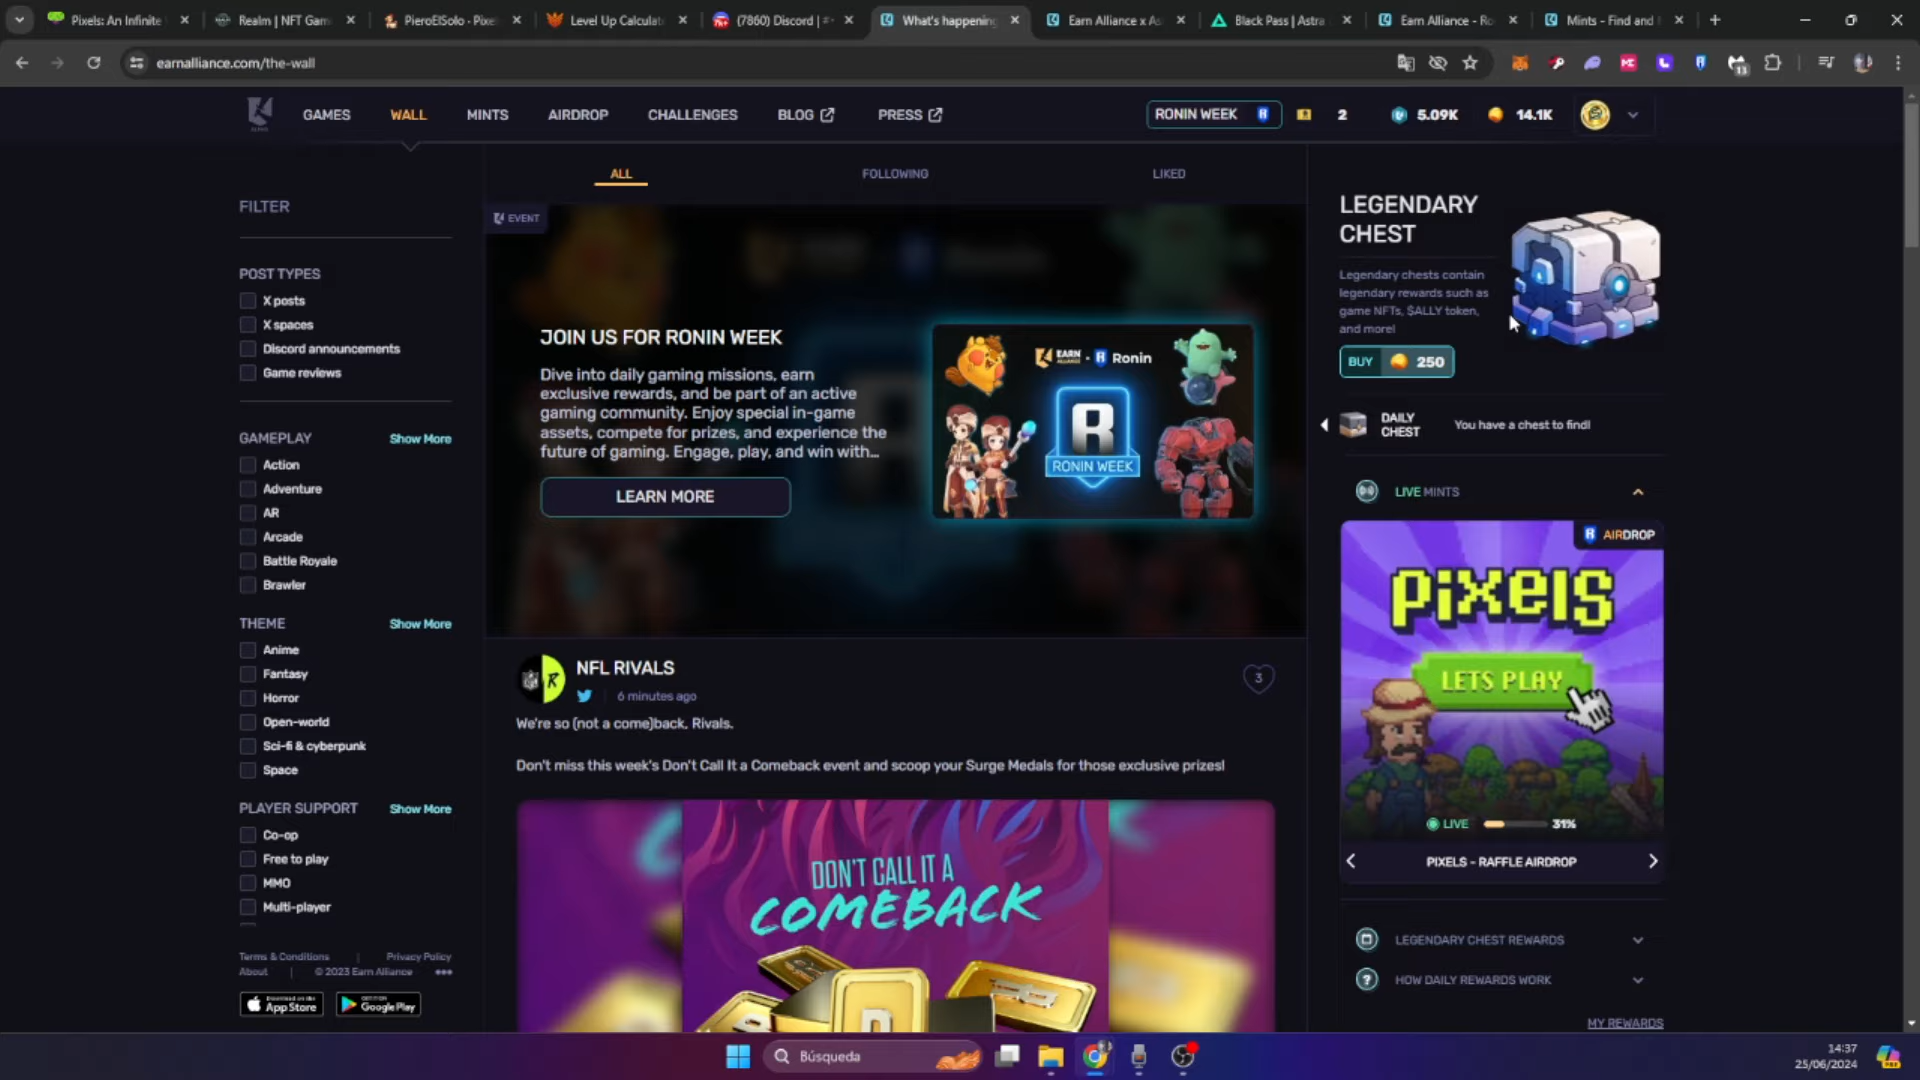 Pixels: An Infinite
Realm | NFT Gam
PieroElSolo - Pixe
Level Up Calculat
(7860) Discord |
What's happening
Earn Alliance x As
Black Pass | Astra
Earn Alliance - Ro
Mints - Find and
earnalliance.com/the-wall
GAMES
WALL
MINTS
AIRDROP
CHALLENGES
BLOG
PRESS
RONIN WEEK
2
5.09K
14.1K
FILTER
POST TYPES
X posts
X spaces
Discord announcements
Game reviews
GAMEPLAY Show More
Action
Adventure
AR
Arcade
Battle Royale
Brawler
THEME Show More
Anime
Fantasy
Horror
Open-world
Sci-fi & cyberpunk
Space
PLAYER SUPPORT Show More
Co-op
Free to play
MMO
Multi-player
Terms & Conditions | Privacy Policy
About | © 2023 Earn Alliance
Download on the
App Store
GET IT ON
Google Play
ALL
FOLLOWING
LIKED
EVENT
JOIN US FOR RONIN WEEK
Dive into daily gaming missions, earn
exclusive rewards, and be part of an active
gaming community. Enjoy special in-game
assets, compete for prizes, and experience the
future of gaming. Engage, play, and win with...
LEARN MORE
EARN
ALLIANCE
Ronin
R
RONIN WEEK
NFL RIVALS
6 minutes ago
3
We're so (not a come)back, Rivals.
Don't miss this week's Don't Call It a Comeback event and scoop your Surge Medals for those exclusive prizes!
DON'T CALL IT A
COMEBACK
LEGENDARY
CHEST
Legendary chests contain
legendary rewards such as
game NFTs, $ALLY token,
and more!
BUY 250
DAILY
CHEST
You have a chest to find!
LIVE MINTS
AIRDROP
pixels
LETS PLAY
LIVE 31%
PIXELS - RAFFLE AIRDROP
LEGENDARY CHEST REWARDS
HOW DAILY REWARDS WORK
MY REWARDS
Búsqueda
14:37
25/06/2024